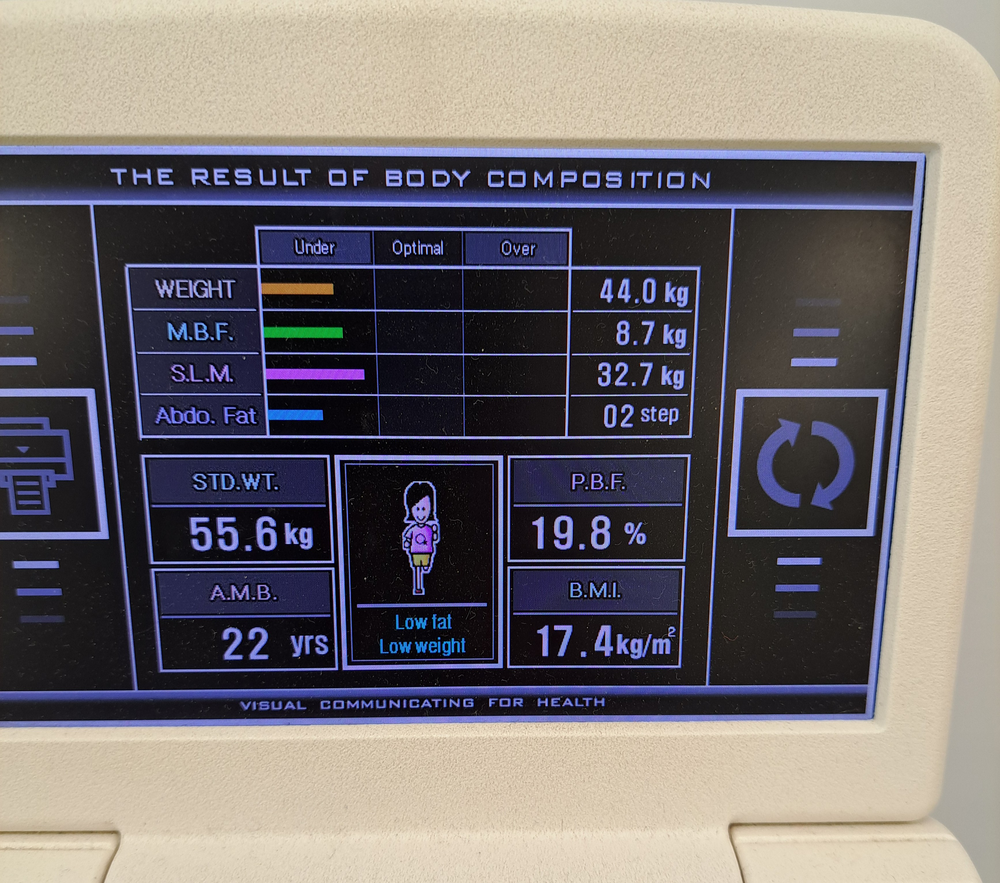 THE RESULT OF BODY COMPOSITION
Under Optimal Over
WEIGHT 44.0 kg
M.B.F. 8.7 kg
S.L.M. 32.7 kg
Abdo. Fat 02 step
STD.WT. P.B.F.
55.6 kg 19.8 %
A.M.B. B.M.I.
22 yrs 17.4 kg/m²
Low fat
Low weight
VISUAL COMMUNICATING FOR HEALTH